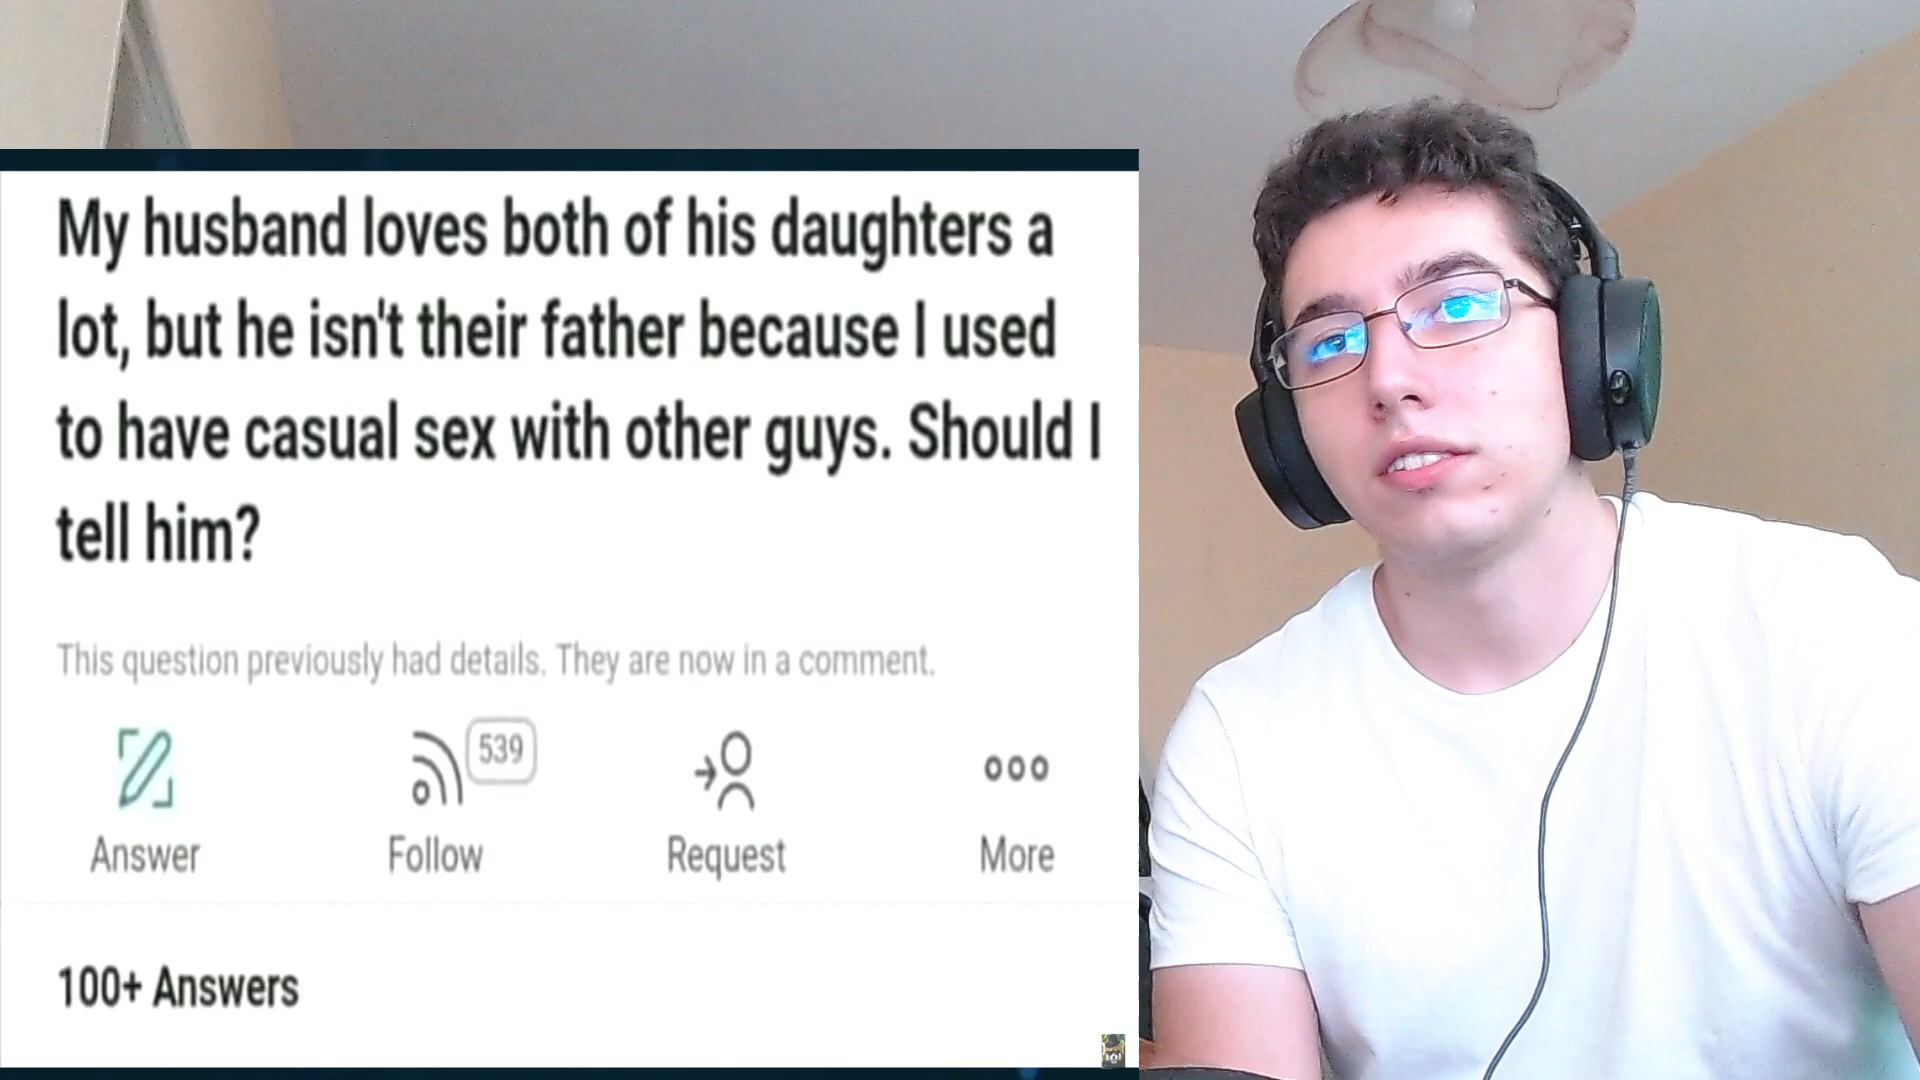 My husband loves both of his daughters a
lot, but he isn't their father because I used
to have casual sex with other guys. Should I
tell him?
This question previously had details. They are now in a comment.
539
Answer Follow Request More
100+ Answers